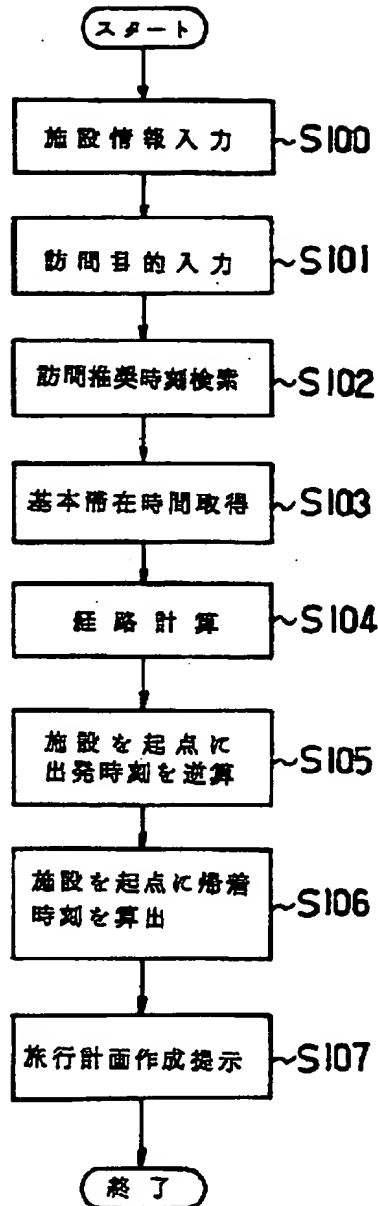 スタート
施設情報入力 ~S100
訪問目的入力 ~S101
訪問推奨時刻検索 ~S102
基本滞在時間取得 ~S103
経路計算 ~S104
施設を起点に
出発時刻を逆算 ~S105
施設を起点に帰着
時刻を算出 ~S106
旅行計画作成提示 ~S107
終了